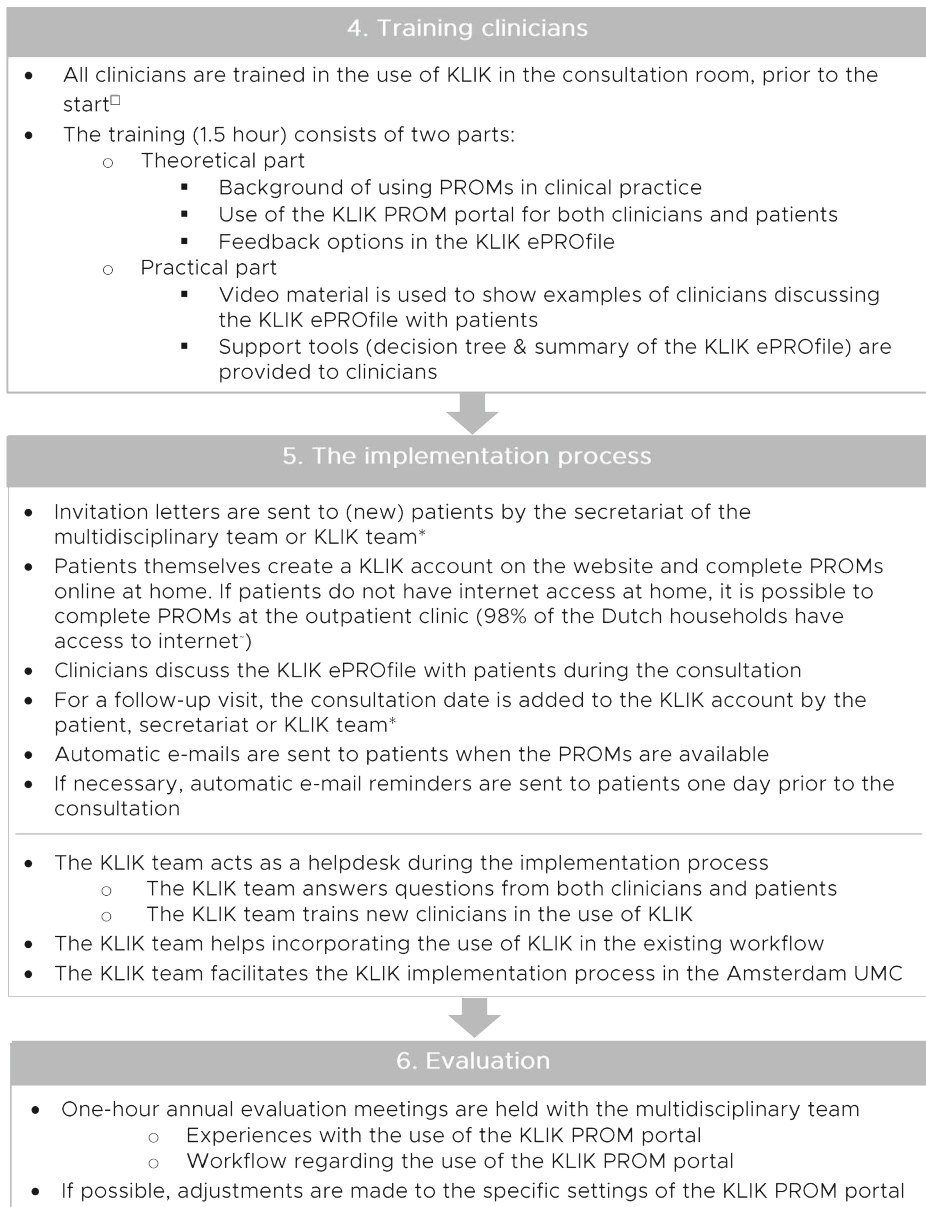 4. Training clinicians
• All clinicians are trained in the use of KLIK in the consultation room, prior to the
start□
• The training (1.5 hour) consists of two parts:
○ Theoretical part
▪ Background of using PROMs in clinical practice
▪ Use of the KLIK PROM portal for both clinicians and patients
▪ Feedback options in the KLIK ePROfile
○ Practical part
▪ Video material is used to show examples of clinicians discussing
the KLIK ePROfile with patients
▪ Support tools (decision tree & summary of the KLIK ePROfile) are
provided to clinicians
5. The implementation process
• Invitation letters are sent to (new) patients by the secretariat of the
multidisciplinary team or KLIK team*
• Patients themselves create a KLIK account on the website and complete PROMs
online at home. If patients do not have internet access at home, it is possible to
complete PROMs at the outpatient clinic (98% of the Dutch households have
access to internet~)
• Clinicians discuss the KLIK ePROfile with patients during the consultation
• For a follow-up visit, the consultation date is added to the KLIK account by the
patient, secretariat or KLIK team*
• Automatic e-mails are sent to patients when the PROMs are available
• If necessary, automatic e-mail reminders are sent to patients one day prior to the
consultation
• The KLIK team acts as a helpdesk during the implementation process
○ The KLIK team answers questions from both clinicians and patients
○ The KLIK team trains new clinicians in the use of KLIK
• The KLIK team helps incorporating the use of KLIK in the existing workflow
• The KLIK team facilitates the KLIK implementation process in the Amsterdam UMC
6. Evaluation
• One-hour annual evaluation meetings are held with the multidisciplinary team
○ Experiences with the use of the KLIK PROM portal
○ Workflow regarding the use of the KLIK PROM portal
• If possible, adjustments are made to the specific settings of the KLIK PROM portal